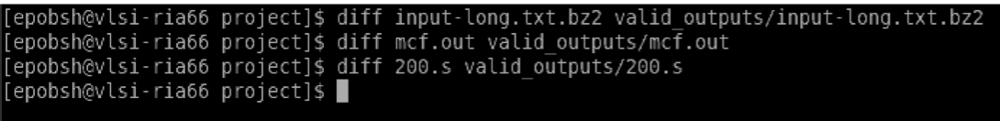 [epobsh@vlsi-ria66 project]$ diff input-long.txt.bz2 valid_outputs/input-long.txt.bz2
[epobsh@vlsi-ria66 project]$ diff mcf.out valid_outputs/mcf.out
[epobsh@vlsi-ria66 project]$ diff 200.s valid_outputs/200.s
[epobsh@vlsi-ria66 project]$